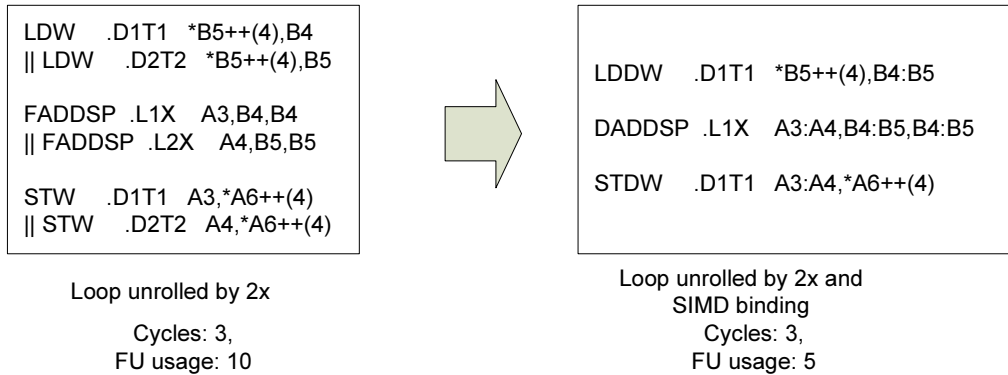 LDW .D1T1 *B5++(4),B4
|| LDW .D2T2 *B5++(4),B5
FADDSP .L1X A3,B4,B4
|| FADDSP .L2X A4,B5,B5
STW .D1T1 A3,*A6++(4)
|| STW .D2T2 A4,*A6++(4)
Loop unrolled by 2x
Cycles: 3,
FU usage: 10
LDDW .D1T1 *B5++(4),B4:B5
DADDSP .L1X A3:A4,B4:B5,B4:B5
STDW .D1T1 A3:A4,*A6++(4)
Loop unrolled by 2x and
SIMD binding
Cycles: 3,
FU usage: 5